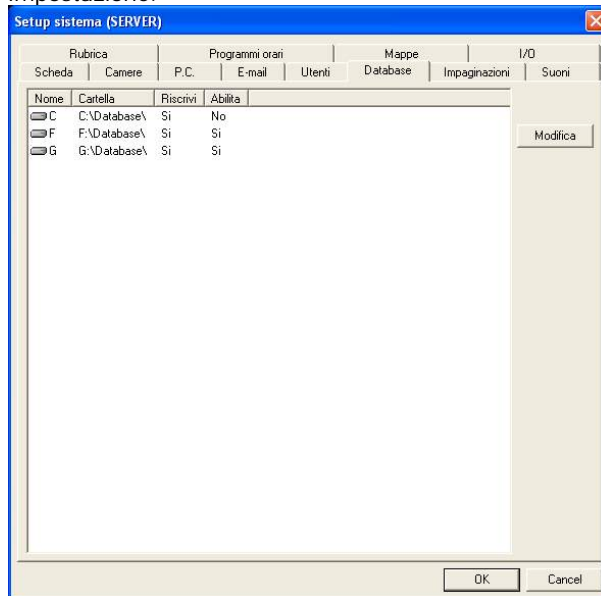 Setup sistema (SERVER)
Rubrica Programmi orari Mappe I/O
Scheda Camere P.C. E-mail Utenti Database Impaginazioni Suoni
Nome Cartella Riscrivi Abilita
C C:\Database\ Si No
F F:\Database\ Si Si
G G:\Database\ Si Si
Modifica
OK Cancel